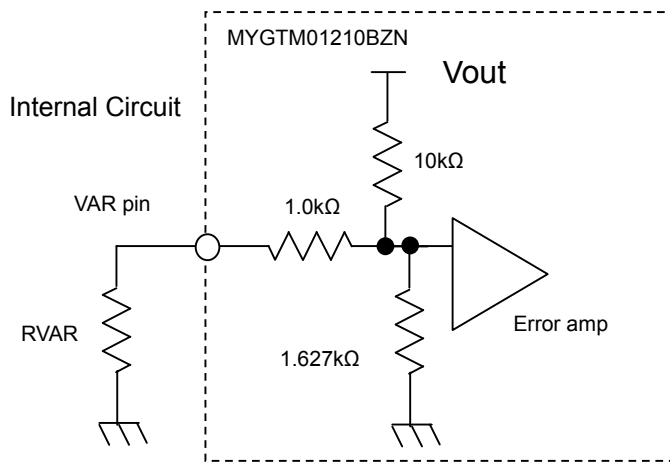 MYGTM01210BZN
Vout
Internal Circuit
10kΩ
VAR pin
1.0kΩ
RVAR
Error amp
1.627kΩ